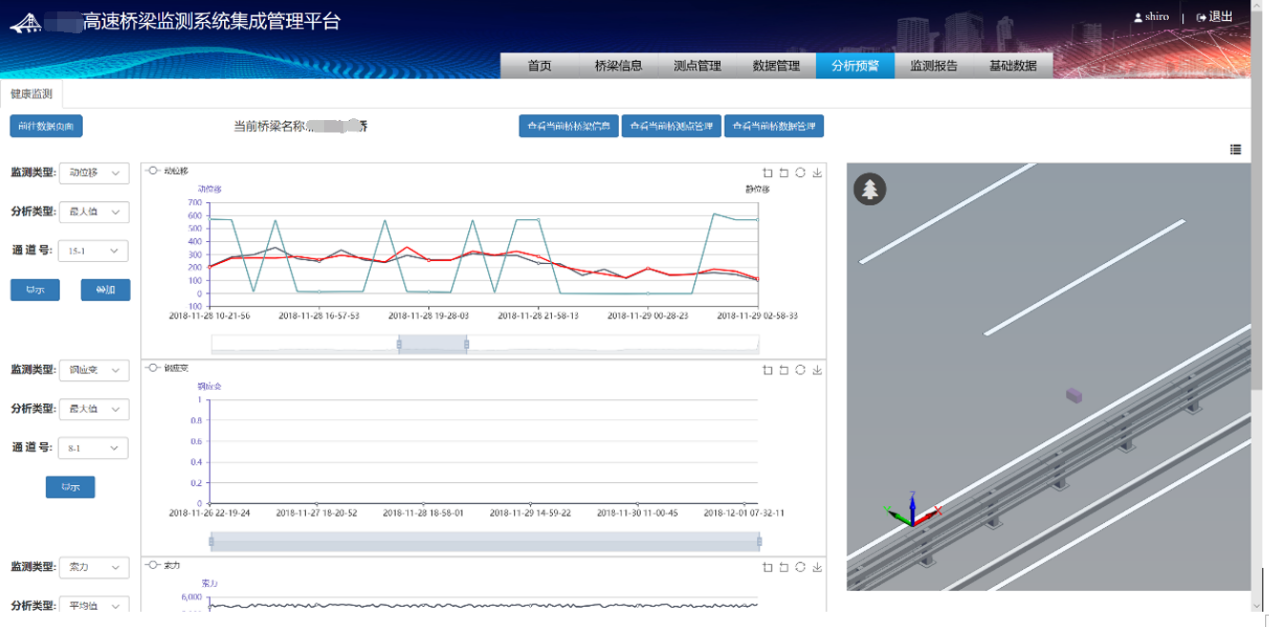 高速桥梁监测系统集成管理平台
shiro | 退出
首页 桥梁信息 测点管理 数据管理 分析预警 监测报告 基础数据
健康监测
前往数据页面 当前桥梁名称: 桥 查看当前桥桥梁信息 查看当前桥测点管理 查看当前桥数据管理
监测类型: 动位移
分析类型: 最大值
通道号: 15-1
显示 叠加
动位移
动位移 静位移
700
600
500
400
300
200
100
0
100
2018-11-28 10-21-56 2018-11-28 16-57-53 2018-11-28 19-28-03 2018-11-28 21-58-13 2018-11-29 00-28-23 2018-11-29 02-58-33
监测类型: 钢应变
分析类型: 最大值
通道号: 8-1
显示
钢应变
钢应变
1
0.8
0.6
0.4
0.2
0
2018-11-26 22-19-24 2018-11-27 18-20-52 2018-11-28 18-56-01 2018-11-29 14-59-22 2018-11-30 11-00-45 2018-12-01 07-32-11
监测类型: 索力
分析类型: 平均值
索力
索力
6,000
Z
X